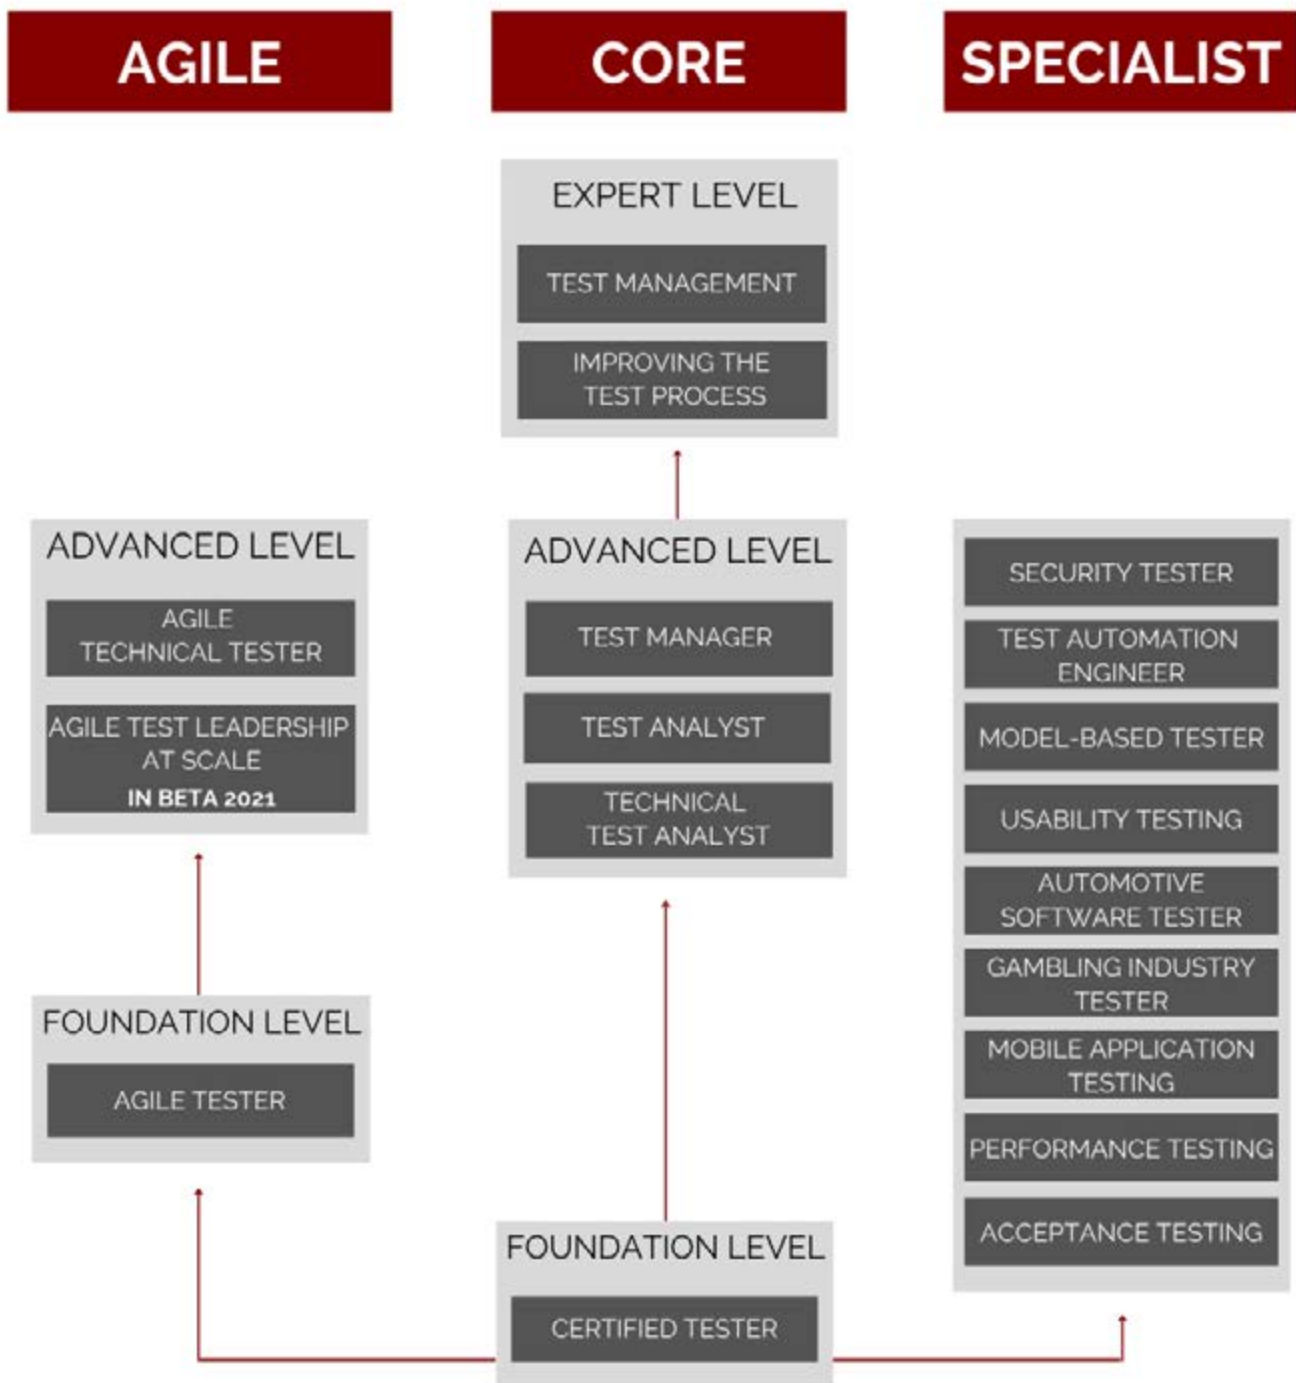 AGILE
CORE
SPECIALIST
EXPERT LEVEL
TEST MANAGEMENT
IMPROVING THE
TEST PROCESS
ADVANCED LEVEL
AGILE
TECHNICAL TESTER
AGILE TEST LEADERSHIP
AT SCALE
IN BETA 2021
FOUNDATION LEVEL
AGILE TESTER
ADVANCED LEVEL
TEST MANAGER
TEST ANALYST
TECHNICAL
TEST ANALYST
FOUNDATION LEVEL
CERTIFIED TESTER
SECURITY TESTER
TEST AUTOMATION
ENGINEER
MODEL-BASED TESTER
USABILITY TESTING
AUTOMOTIVE
SOFTWARE TESTER
GAMBLING INDUSTRY
TESTER
MOBILE APPLICATION
TESTING
PERFORMANCE TESTING
ACCEPTANCE TESTING